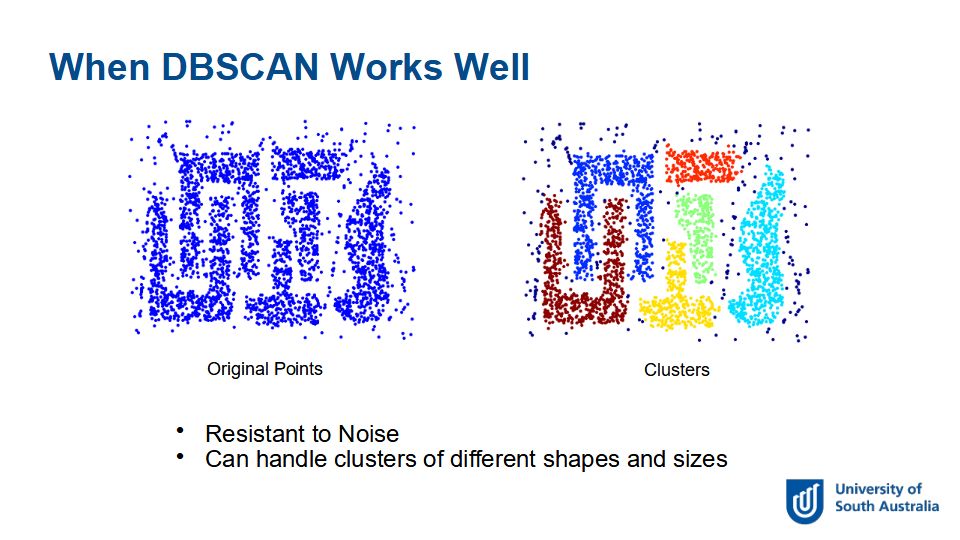 When DBSCAN Works Well
Original Points
Clusters
• Resistant to Noise
• Can handle clusters of different shapes and sizes
University of
South Australia